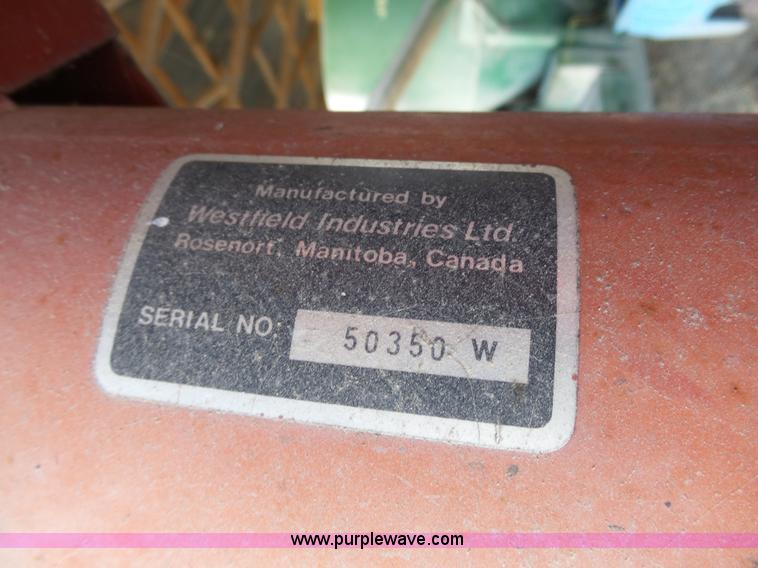 Manufactured by
Westfield Industries Ltd.
Rosenort, Manitoba, Canada
SERIAL NO: 50350 W
www.purplewave.com